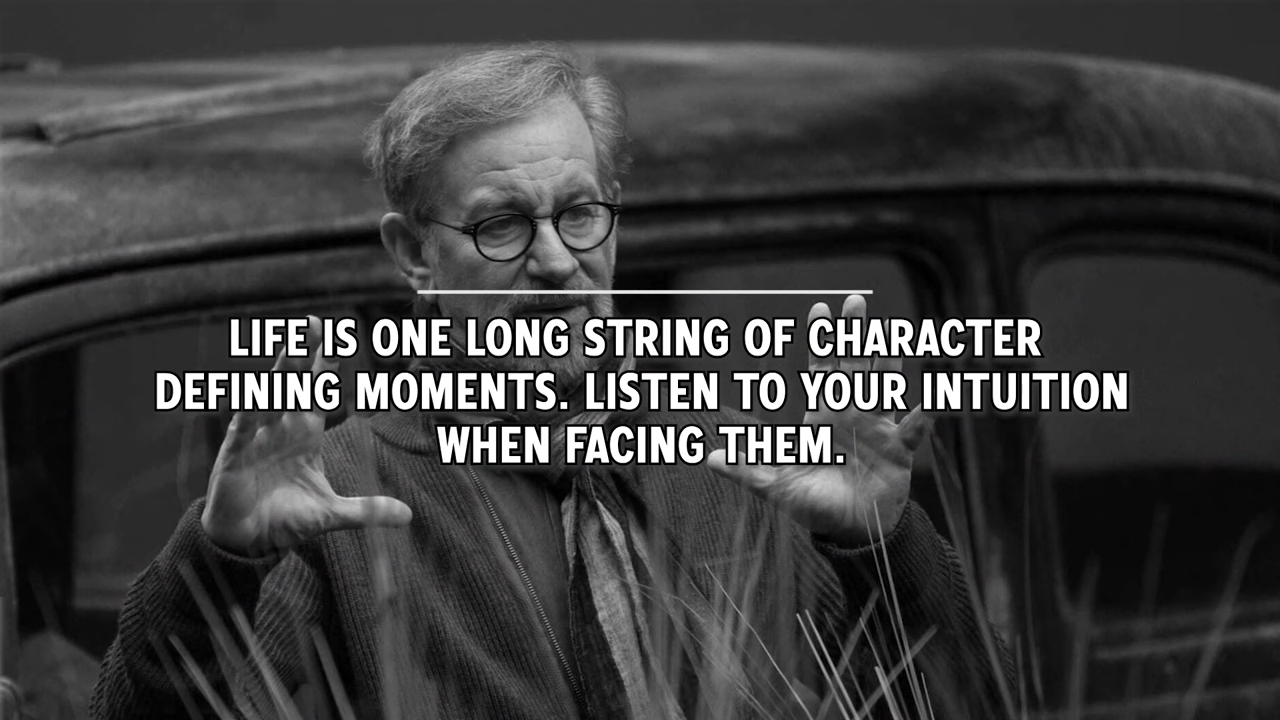 LIFE IS ONE LONG STRING OF CHARACTER
DEFINING MOMENTS. LISTEN TO YOUR INTUITION
WHEN FACING THEM.